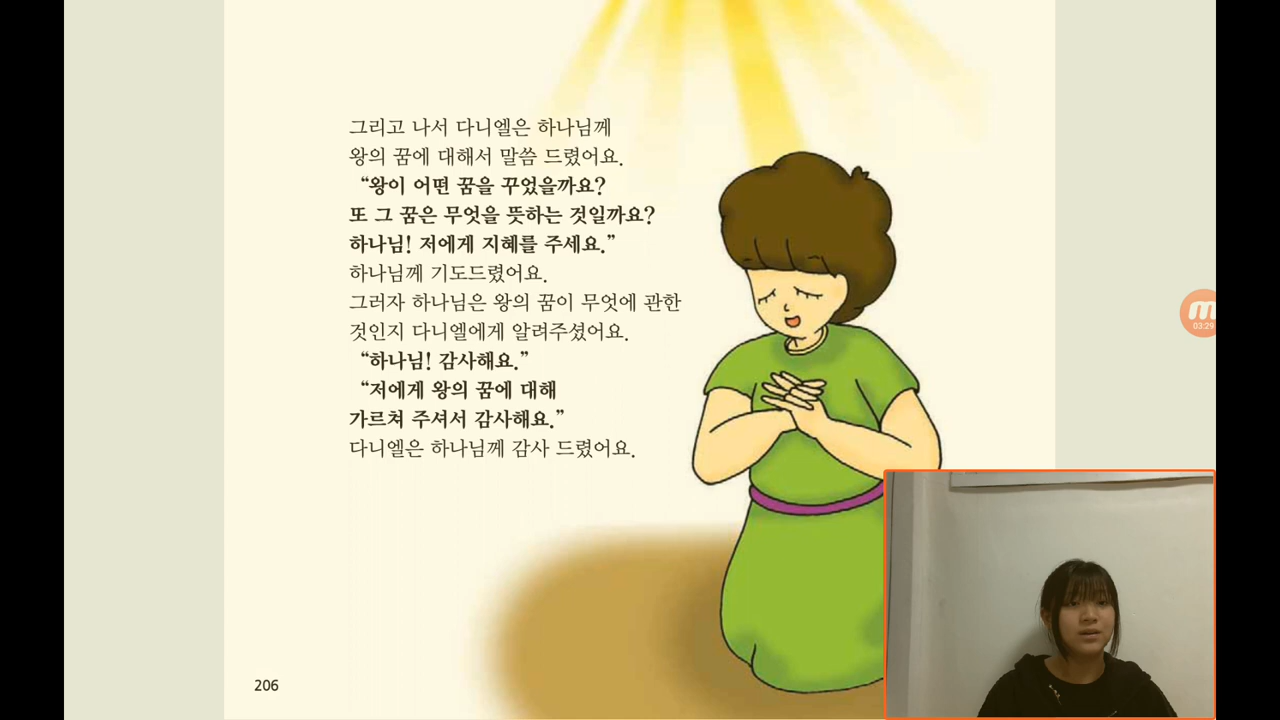 그리고 나서 다니엘은 하나님께
왕의 꿈에 대해서 말씀 드렸어요.
“왕이 어떤 꿈을 꾸었을까요?
또 그 꿈은 무엇을 뜻하는 것일까요?
하나님! 저에게 지혜를 주세요.”
하나님께 기도드렸어요.
그러자 하나님은 왕의 꿈이 무엇에 관한
것인지 다니엘에게 알려주셨어요.
“하나님! 감사해요.”
“저에게 왕의 꿈에 대해
가르쳐 주셔서 감사해요.”
다니엘은 하나님께 감사 드렸어요.
206
03:29